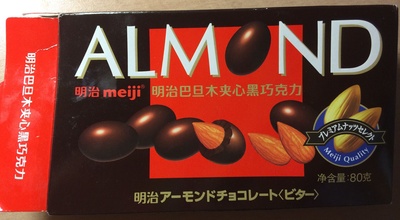 ALMOND
明治 meiji® 明治巴旦木夹心黑巧克力
明治巴旦木夹心黑巧克力
プレミアムナッツセレクト
Meiji Quality
净含量:80克
明治アーモンドチョコレート〈ビター〉